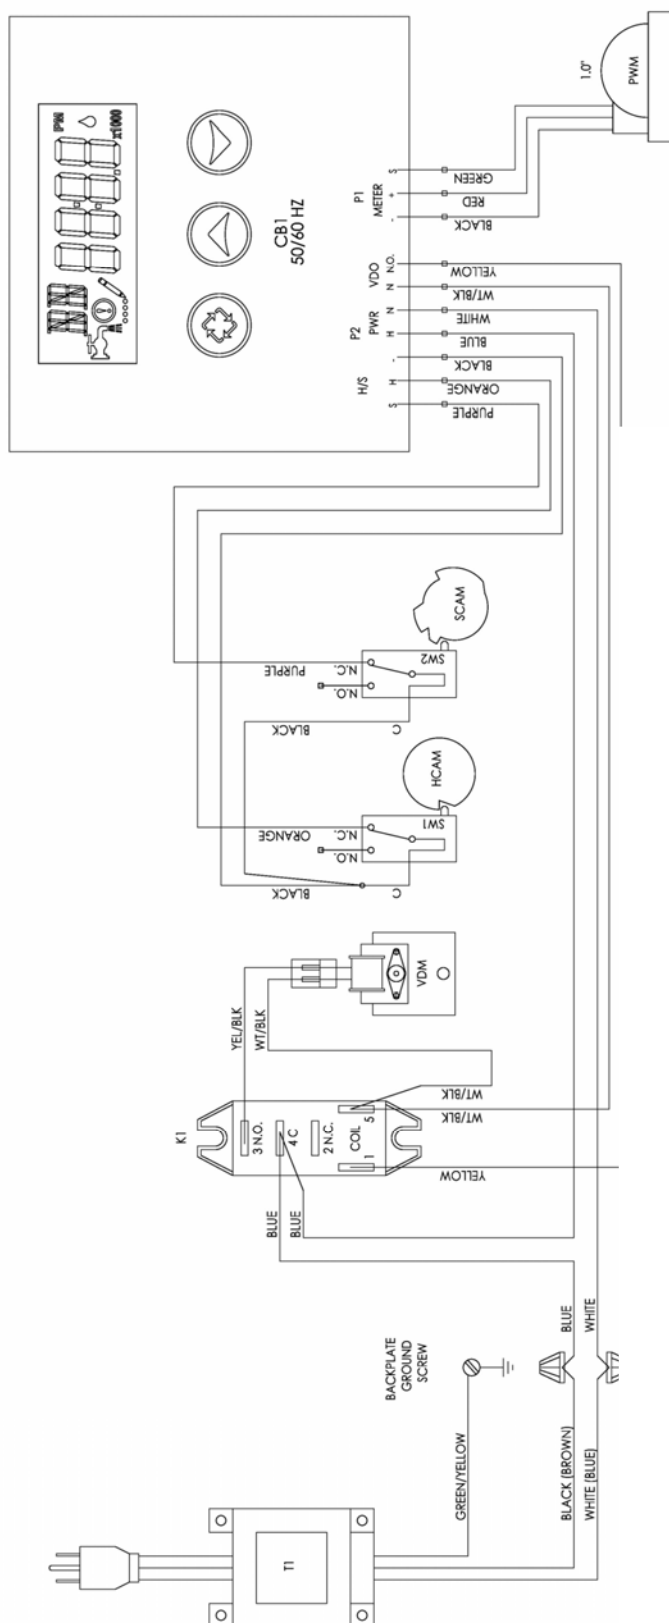 PM
x1000
CB1
50/60 HZ
1.0"
PWM
P1
METER
S
+
-
GREEN
RED
BLACK
P2
VDO
N.O.
N
PWR
N
H
H/S
-
H
S
YELLOW
WT/BLK
WHITE
BLUE
BLACK
ORANGE
PURPLE
SCAM
SW2
N.C.
N.O.
PURPLE
BLACK
C
HCAM
SW1
N.C.
N.O.
ORANGE
BLACK
C
VDM
YEL/BLK
WT/BLK
WT/BLK
WT/BLK
K1
3 N.O.
4 C
2 N.C.
COIL
5
1
YELLOW
BLUE
BLUE
BLUE
WHITE
BACKPLATE
GROUND
SCREW
GREEN/YELLOW
BLACK (BROWN)
WHITE (BLUE)
T1